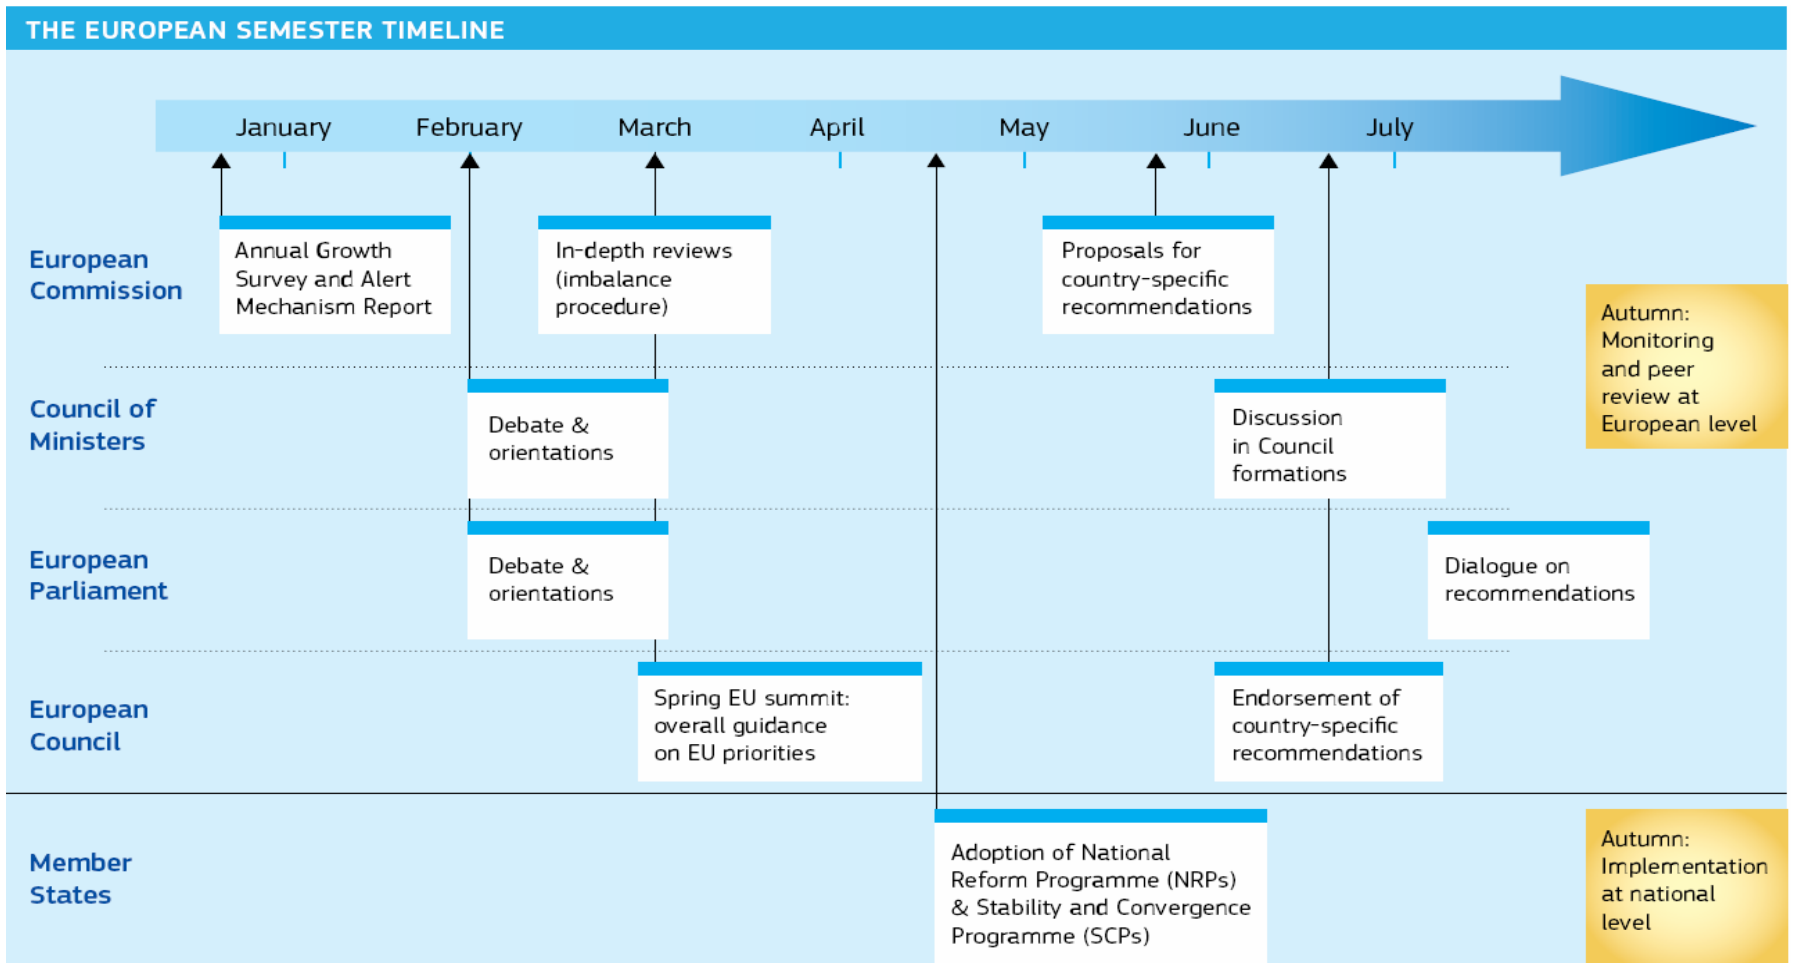 THE EUROPEAN SEMESTER TIMELINE
January February March April May June July
European
Commission
Annual Growth
Survey and Alert
Mechanism Report
In-depth reviews
(imbalance
procedure)
Proposals for
country-specific
recommendations
Autumn:
Monitoring
and peer
review at
European level
Council of
Ministers
Debate &
orientations
Discussion
in Council
formations
European
Parliament
Debate &
orientations
Dialogue on
recommendations
European
Council
Spring EU summit:
overall guidance
on EU priorities
Endorsement of
country-specific
recommendations
Member
States
Adoption of National
Reform Programme (NRPs)
& Stability and Convergence
Programme (SCPs)
Autumn:
Implementation
at national
level